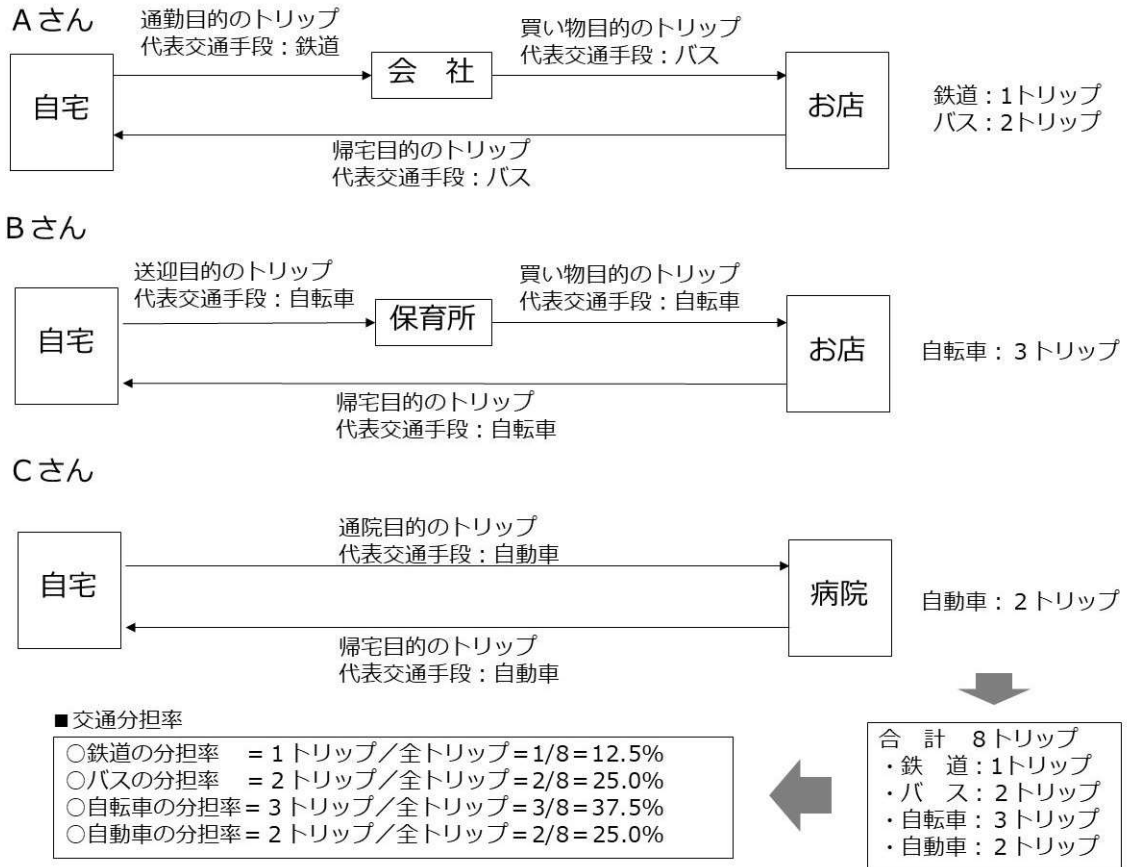 Aさん
通勤目的のトリップ
代表交通手段：鉄道
買い物目的のトリップ
代表交通手段：バス
自宅
会　社
お店
鉄道：1トリップ
バス：2トリップ
帰宅目的のトリップ
代表交通手段：バス
Bさん
送迎目的のトリップ
代表交通手段：自転車
買い物目的のトリップ
代表交通手段：自転車
自宅
保育所
お店
自転車：３トリップ
帰宅目的のトリップ
代表交通手段：自転車
Cさん
通院目的のトリップ
代表交通手段：自動車
自宅
病院
自動車：２トリップ
帰宅目的のトリップ
代表交通手段：自動車
■交通分担率
○鉄道の分担率　＝１トリップ／全トリップ＝1/8＝12.5%
○バスの分担率　＝２トリップ／全トリップ＝2/8＝25.0%
○自転車の分担率＝３トリップ／全トリップ＝3/8＝37.5%
○自動車の分担率＝２トリップ／全トリップ＝2/8＝25.0%
合　計　8トリップ
・鉄　道：1トリップ
・バ　ス：２トリップ
・自転車：３トリップ
・自動車：２トリップ